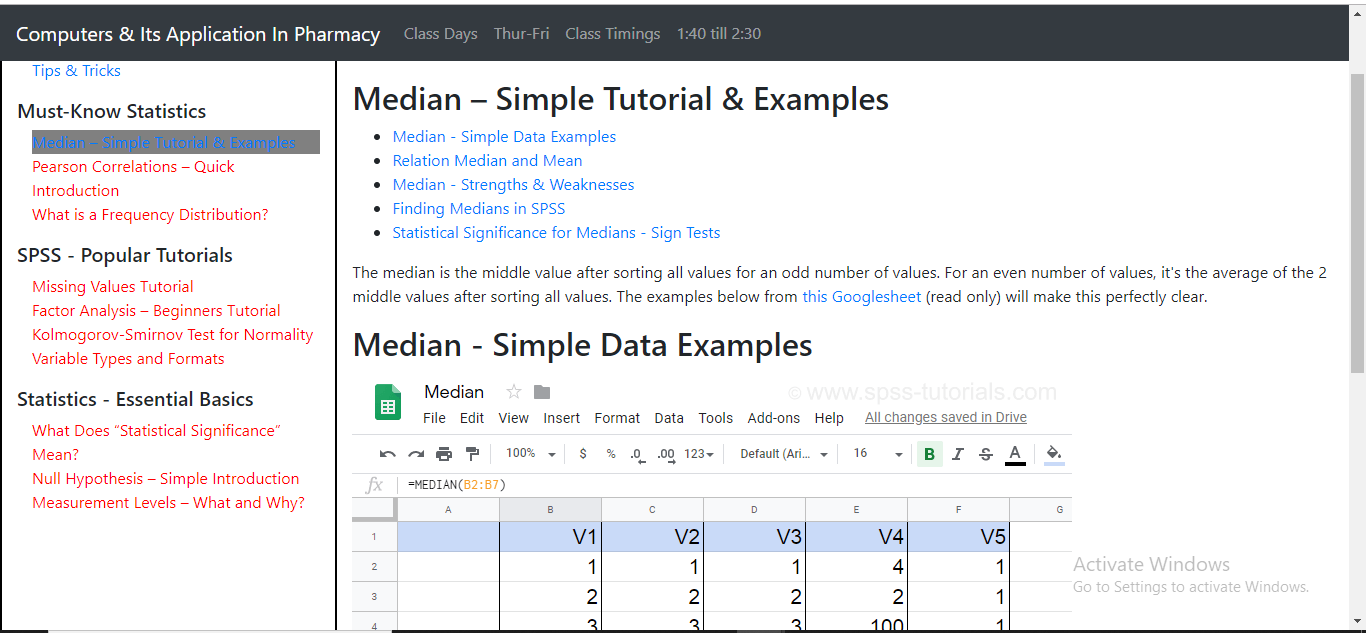 Computers & Its Application In Pharmacy Class Days Thur-Fri Class Timings 1:40 till 2:30
Tips & Tricks
Must-Know Statistics
Median – Simple Tutorial & Examples
Pearson Correlations – Quick
Introduction
What is a Frequency Distribution?
SPSS - Popular Tutorials
Missing Values Tutorial
Factor Analysis – Beginners Tutorial
Kolmogorov-Smirnov Test for Normality
Variable Types and Formats
Statistics - Essential Basics
What Does “Statistical Significance”
Mean?
Null Hypothesis – Simple Introduction
Measurement Levels – What and Why?
Median – Simple Tutorial & Examples
Median - Simple Data Examples
Relation Median and Mean
Median - Strengths & Weaknesses
Finding Medians in SPSS
Statistical Significance for Medians - Sign Tests
The median is the middle value after sorting all values for an odd number of values. For an even number of values, it's the average of the 2
middle values after sorting all values. The examples below from this Googlesheet (read only) will make this perfectly clear.
Median - Simple Data Examples
Median © www.spss-tutorials.com
File Edit View Insert Format Data Tools Add-ons Help All changes saved in Drive
100% $ % .0 .00 123 Default (Ari... 16 B I S A
fx =MEDIAN(B2:B7)
A B C D E F G
1 V1 V2 V3 V4 V5
2 1 1 1 4 1
3 2 2 2 2 1
4 3 3 3 100 1
Activate Windows
Go to Settings to activate Windows.